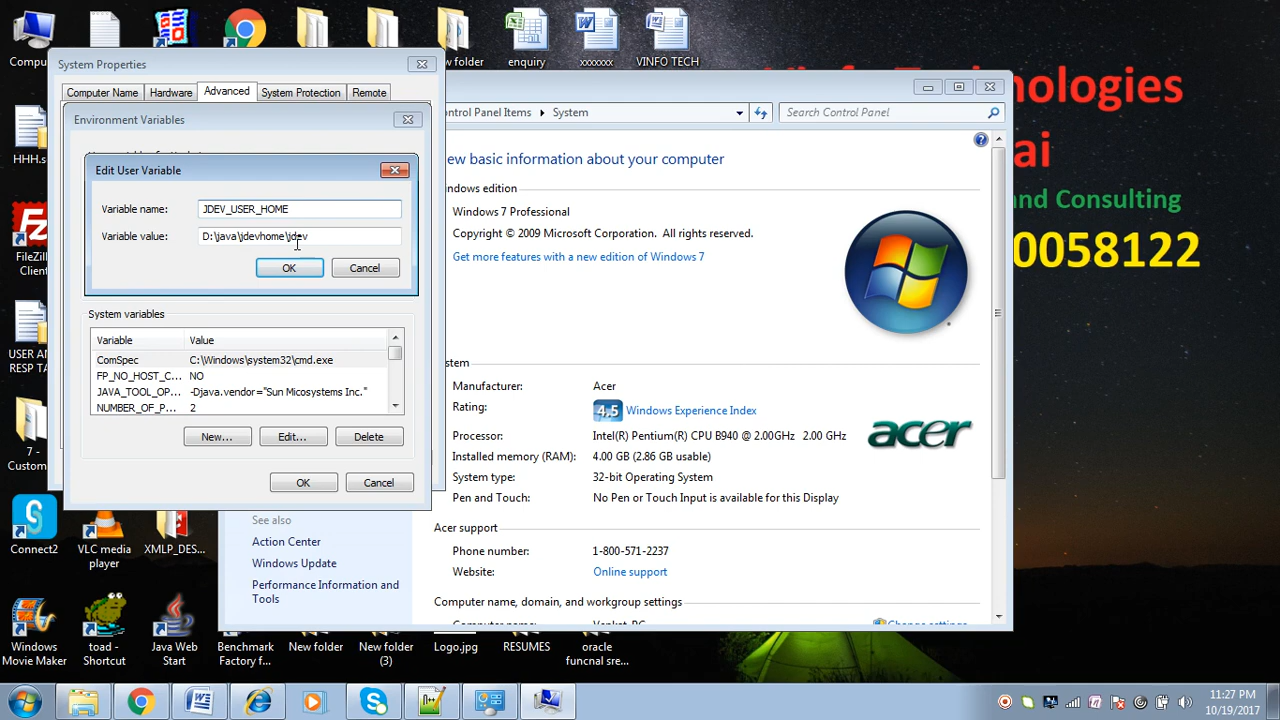 Comp
ew folder
enquiry
xxxxxxx
VINFO TECH
System Properties
Computer Name
Hardware
Advanced
System Protection
Remote
Environment Variables
Edit User Variable
Variable name:
JDEV_USER_HOME
Variable value:
D:\java\jdevhome\jdev
OK
Cancel
System variables
Variable
Value
ComSpec
C:\Windows\system32\cmd.exe
FP_NO_HOST_C...
NO
JAVA_TOOL_OP...
-Djava.vendor="Sun Micosystems Inc."
NUMBER_OF_P...
2
New...
Edit...
Delete
OK
Cancel
ontrol Panel Items
System
Search Control Panel
ew basic information about your computer
ndows edition
Windows 7 Professional
Copyright © 2009 Microsoft Corporation. All rights reserved.
Get more features with a new edition of Windows 7
stem
Manufacturer:
Acer
Rating:
4.5
Windows Experience Index
Processor:
Intel(R) Pentium(R) CPU B940 @ 2.00GHz 2.00 GHz
Installed memory (RAM):
4.00 GB (2.86 GB usable)
System type:
32-bit Operating System
Pen and Touch:
No Pen or Touch Input is available for this Display
acer
Acer support
Phone number:
1-800-571-2237
Website:
Online support
Computer name, domain, and workgroup settings
See also
Action Center
Windows Update
Performance Information and
Tools
hnologies
ai
and Consulting
0058122
HHH.s
FileZil
Client
USER AN
RESP TA
7 -
Custom
Connect2
VLC media
player
XMLP_DES...
Windows
Movie Maker
toad -
Shortcut
Java Web
Start
Benchmark
Factory f...
New folder
New folder
(3)
Logo.jpg
RESUMES
oracle
funcnal sre...
11:27 PM
10/19/2017